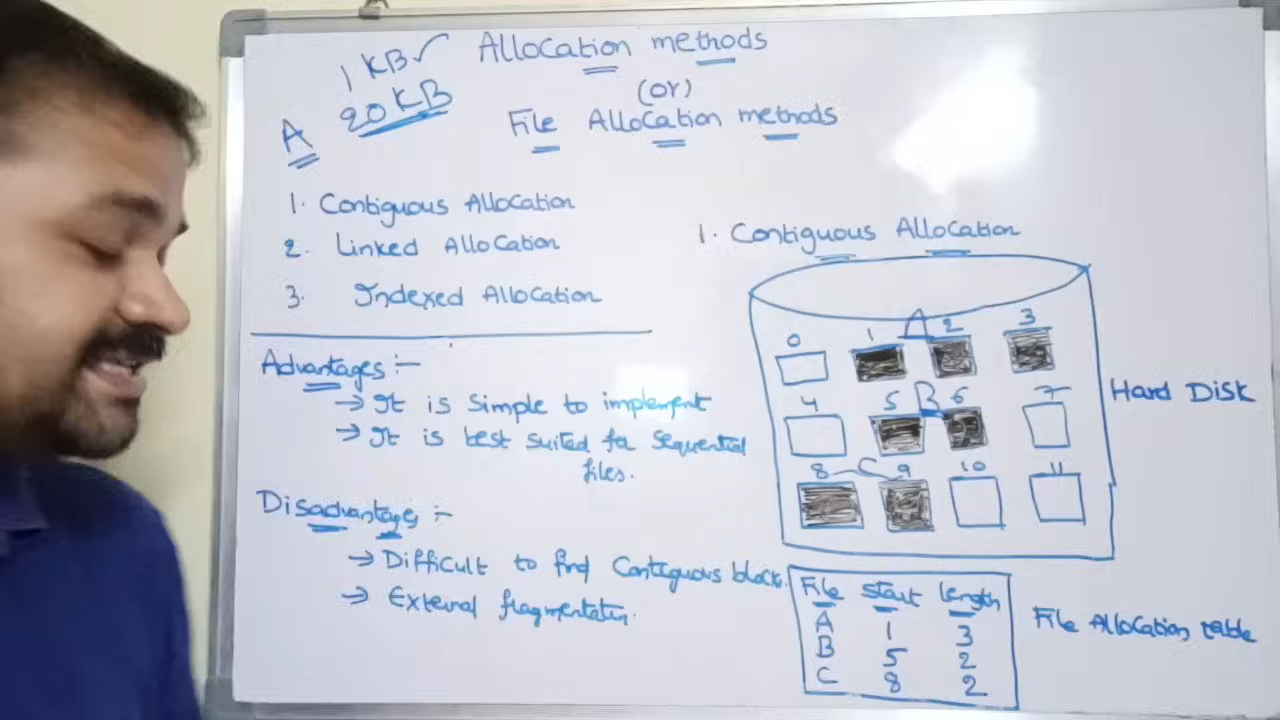 1 KB✓
20 KB
A
Allocation methods
(or)
File Allocation methods
1. Contiguous Allocation
2. Linked Allocation
3. Indexed Allocation
Advantages :-
→ It is simple to implement
→ It is best suited for sequential
files.
Disadvantages :-
→ Difficult to find Contiguous blocks.
→ External fragmentation.
1. Contiguous Allocation
A
0 1 2 3
B
4 5 6 7
C
8 9 10 11
Hard Disk
File start length
A 1 3
B 5 2
C 8 2
File Allocation table